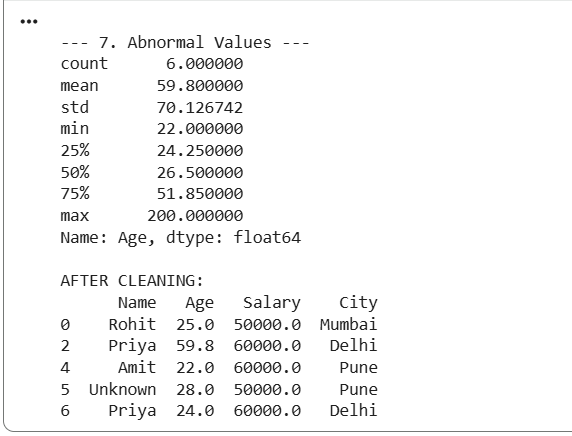 --- 7. Abnormal Values ---
count 6.000000
mean 59.800000
std 70.126742
min 22.000000
25% 24.250000
50% 26.500000
75% 51.850000
max 200.000000
Name: Age, dtype: float64
AFTER CLEANING:
Name Age Salary City
0 Rohit 25.0 50000.0 Mumbai
2 Priya 59.8 60000.0 Delhi
4 Amit 22.0 60000.0 Pune
5 Unknown 28.0 50000.0 Pune
6 Priya 24.0 60000.0 Delhi